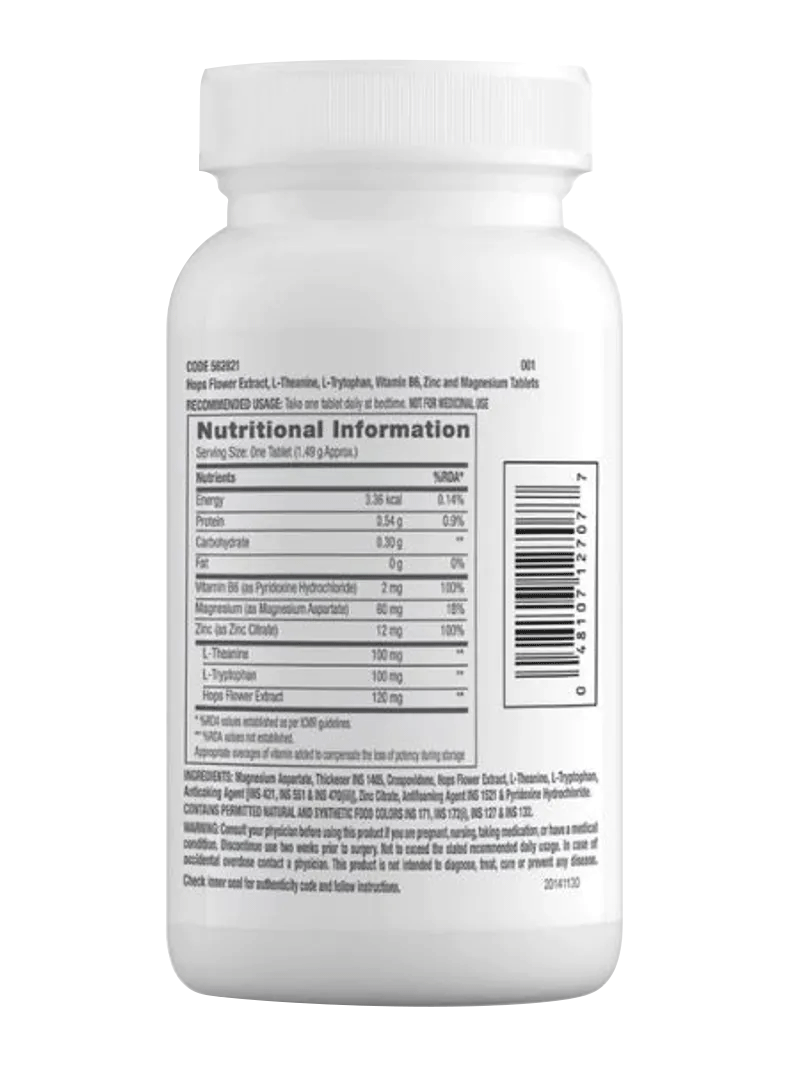 CODE 562821 001
Hops Flower Extract, L-Theanine, L-Trytophan, Vitamin B6, Zinc and Magnesium Tablets
RECOMMENDED USAGE: Take one tablet daily at bedtime. NOT FOR MEDICINAL USE
Nutritional Information
Serving Size: One Tablet (1.49 g Approx.)
Nutrients %RDA*
Energy 3.36 kcal 0.14%
Protein 0.54 g 0.9%
Carbohydrate 0.30 g **
Fat 0 g 0%
Vitamin B6 (as Pyridoxine Hydrochloride) 2 mg 100%
Magnesium (as Magnesium Aspartate) 60 mg 18%
Zinc (as Zinc Citrate) 12 mg 100%
L-Theanine 100 mg **
L-Tryptophan 100 mg **
Hops Flower Extract 120 mg **
* %RDA values established as per ICMR guidelines.
** %RDA values not established.
Appropriate overages of vitamin added to compensate the loss of potency during storage
0 48107 12707 7
INGREDIENTS: Magnesium Aspartate, Thickener INS 1405, Crospovidone, Hops Flower Extract, L-Theanine, L-Tryptophan,
Anticaking Agent [INS 421, INS 551 & INS 470(iii)], Zinc Citrate, Antifoaming Agent INS 1521 & Pyridoxine Hydrochloride.
CONTAINS PERMITTED NATURAL AND SYNTHETIC FOOD COLORS INS 171, INS 172(i), INS 127 & INS 132.
WARNING: Consult your physician before using this product if you are pregnant, nursing, taking medication, or have a medical
condition. Discontinue use two weeks prior to surgery. Not to exceed the stated recommended daily usage. In case of
accidental overdose contact a physician. This product is not intended to diagnose, treat, cure or prevent any disease.
Check inner seal for authenticity code and follow instructions. 20141130